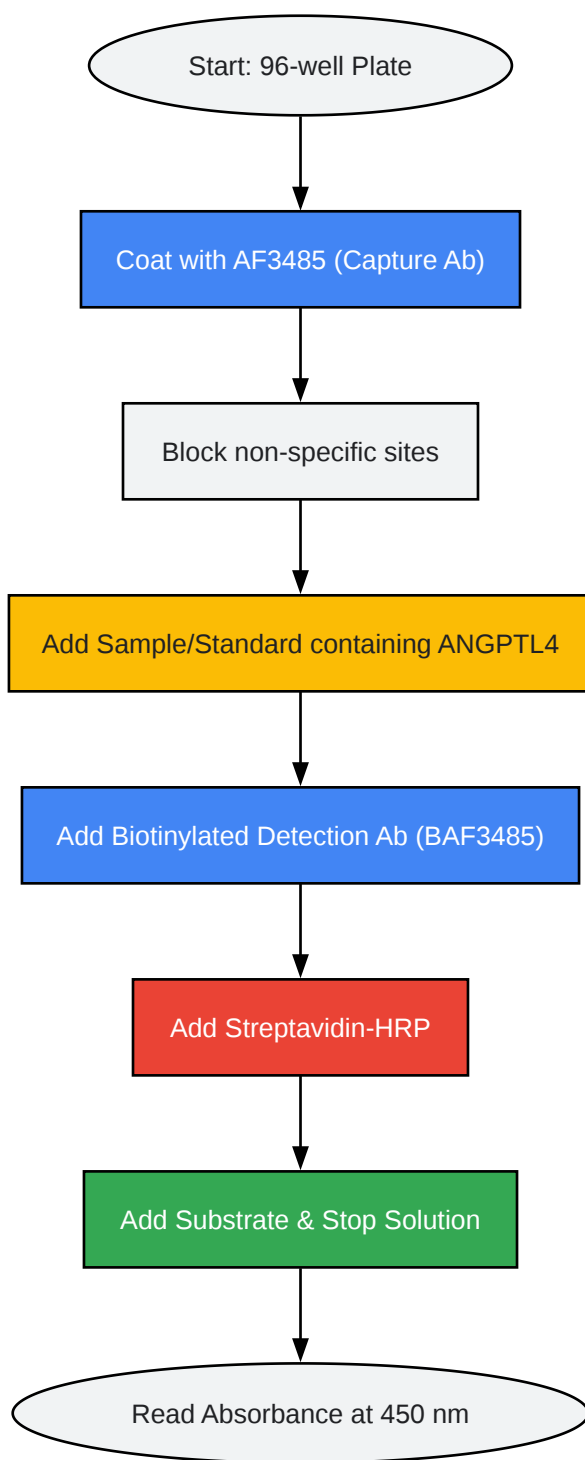 Start: 96-well Plate
Coat with AF3485 (Capture Ab)
Block non-specific sites
Add Sample/Standard containing ANGPTL4
Add Biotinylated Detection Ab (BAF3485)
Add Streptavidin-HRP
Add Substrate & Stop Solution
Read Absorbance at 450 nm